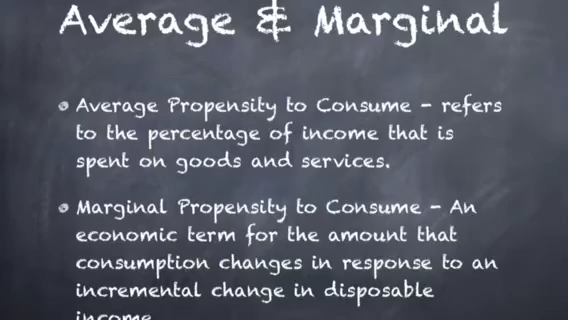 Average & Marginal
Average Propensity to Consume - refers
to the percentage of income that is
spent on goods and services.
Marginal Propensity to Consume - An
economic term for the amount that
consumption changes in response to an
incremental change in disposable
income